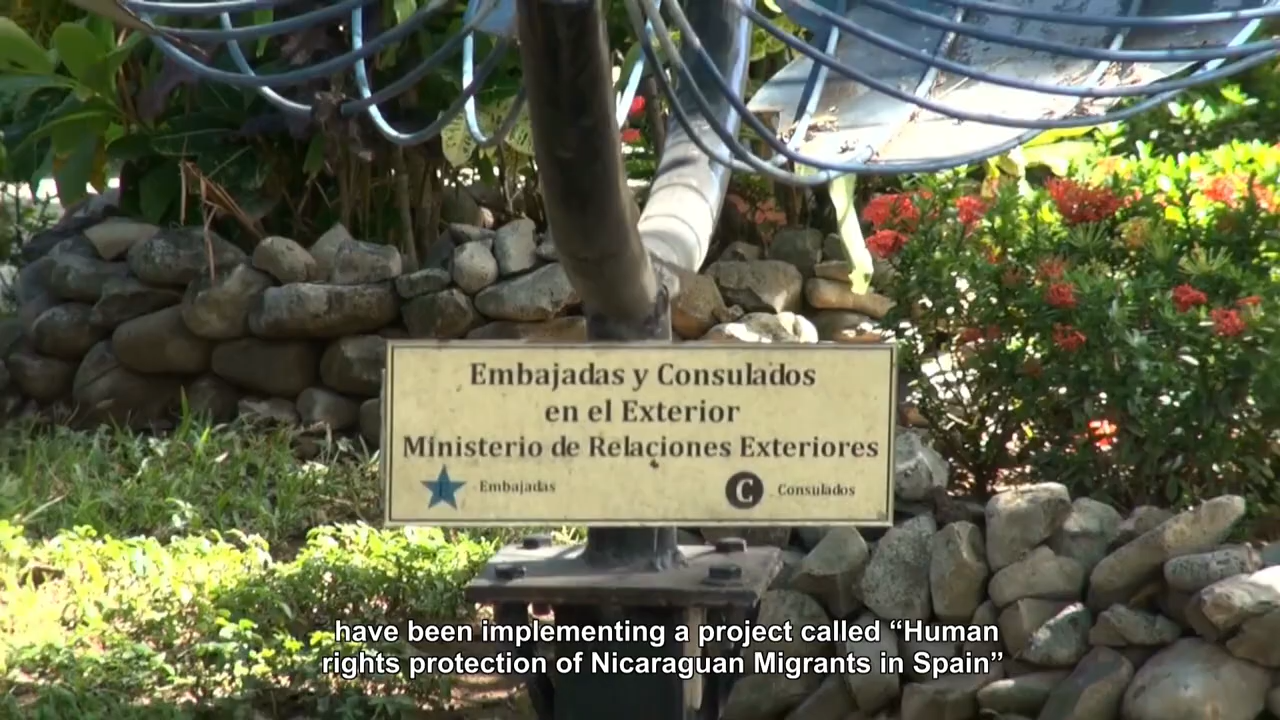 Embajadas y Consulados
en el Exterior
Ministerio de Relaciones Exteriores
Embajadas
C Consulados
have been implementing a project called “Human
rights protection of Nicaraguan Migrants in Spain”